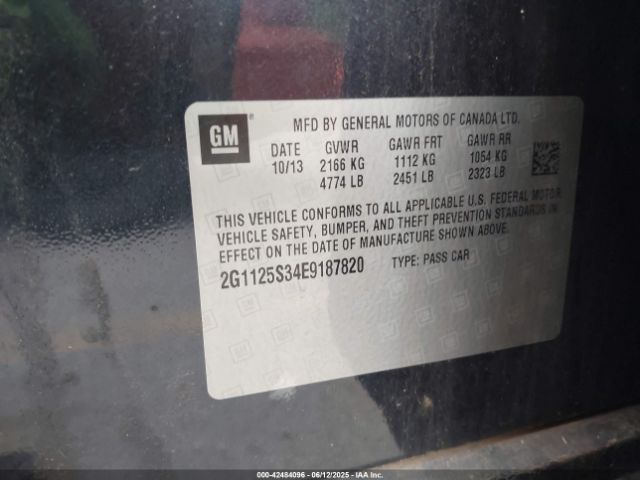 GM
MFD BY GENERAL MOTORS OF CANADA LTD.
DATE GVWR GAWR FRT GAWR RR
10/13 2166 KG 1112 KG 1054 KG
4774 LB 2451 LB 2323 LB
THIS VEHICLE CONFORMS TO ALL APPLICABLE U.S. FEDERAL MOTOR
VEHICLE SAFETY, BUMPER, AND THEFT PREVENTION STANDARDS IN
EFFECT ON THE DATE OF MANUFACTURE SHOWN ABOVE.
2G1125S34E9187820 TYPE: PASS CAR
000-42484096 - 06/12/2025 - IAA Inc.